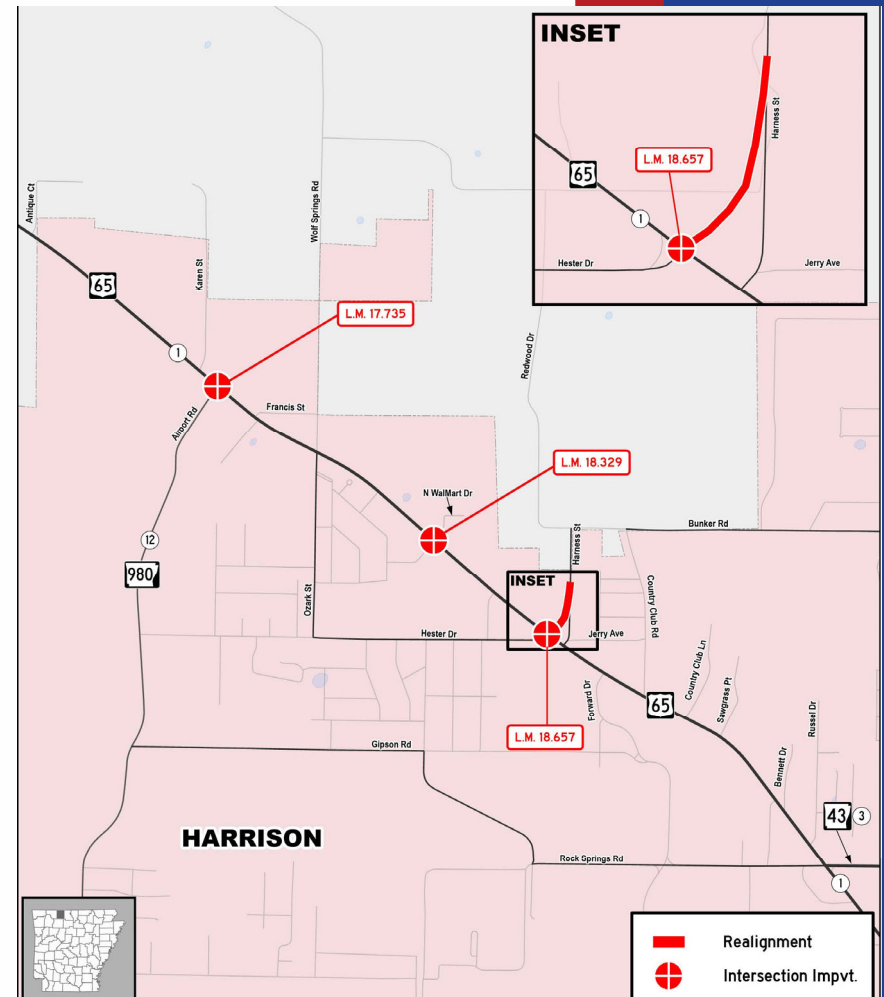 INSET
Harness St
L.M. 18.657
65
1
Hester Dr
Jerry Ave
Antique Ct
Wolf Springs Rd
Karen St
65
L.M. 17.735
1
Redwood Dr
Francis St
Airport Rd
L.M. 18.329
N WalMart Dr
Bunker Rd
12
Harness St
980
INSET
Ozark St
Country Club Rd
Hester Dr
Jerry Ave
Country Club Ln
Sawgrass Pt
Forward Dr
65
L.M. 18.657
Russel Dr
Gipson Rd
Bennett Dr
43
3
HARRISON
Rock Springs Rd
1
Realignment
Intersection Impvt.